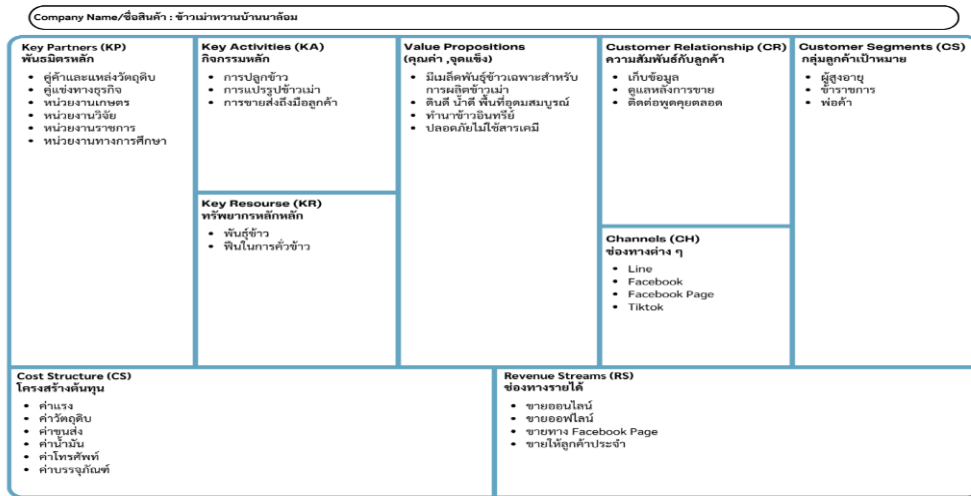 Company Name/ชื่อสินค้า : ข้าวเม่าหวานบ้านนาล้อม
Key Partners (KP)
พันธมิตรหลัก
• คู่ค้าและแหล่งวัตถุดิบ
• คู่แข่งทางธุรกิจ
• หน่วยงานเกษตร
• หน่วยงานวิจัย
• หน่วยงานราชการ
• หน่วยงานทางการศึกษา
Key Activities (KA)
กิจกรรมหลัก
• การปลูกข้าว
• การแปรรูปข้าวเม่า
• การขายส่งถึงมือลูกค้า
Key Resourse (KR)
ทรัพยากรหลักหลัก
• พันธุ์ข้าว
• ฟืนในการคั่วข้าว
Value Propositions
(คุณค่า ,จุดแข็ง)
• มีเมล็ดพันธุ์ข้าวเฉพาะสำหรับ
การผลิตข้าวเม่า
• ดินดี น้ำดี พื้นที่อุดมสมบูรณ์
• ทำนาข้าวอินทรีย์
• ปลอดภัยไม่ใช้สารเคมี
Customer Relationship (CR)
ความสัมพันธ์กับลูกค้า
• เก็บข้อมูล
• ดูแลหลังการขาย
• ติดต่อพูดคุยตลอด
Channels (CH)
ช่องทางต่าง ๆ
• Line
• Facebook
• Facebook Page
• Tiktok
Customer Segments (CS)
กลุ่มลูกค้าเป้าหมาย
• ผู้สูงอายุ
• ข้าราชการ
• พ่อค้า
Cost Structure (CS)
โครงสร้างต้นทุน
• ค่าแรง
• ค่าวัตถุดิบ
• ค่าขนส่ง
• ค่าน้ำมัน
• ค่าโทรศัพท์
• ค่าบรรจุภัณฑ์
Revenue Streams (RS)
ช่องทางรายได้
• ขายออนไลน์
• ขายออฟไลน์
• ขายทาง Facebook Page
• ขายให้ลูกค้าประจำ